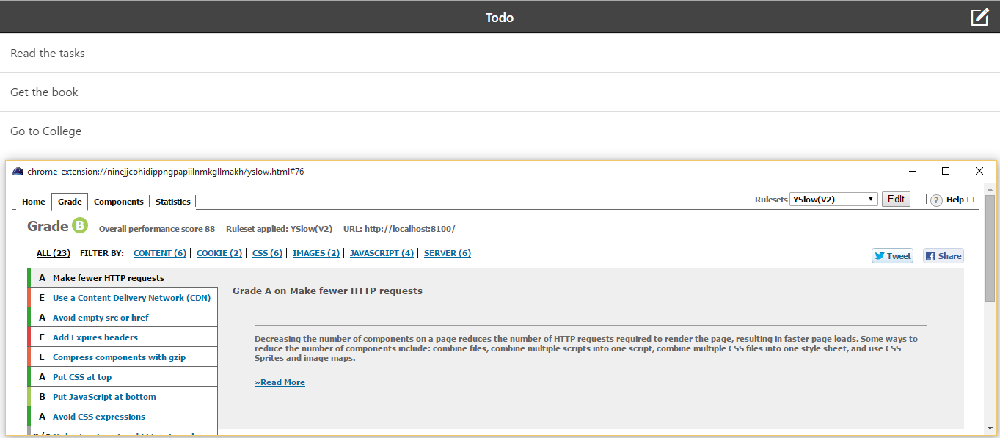 Todo
Read the tasks
Get the book
Go to College
chrome-extension://ninejjcohidippngpapiilnmkgllmakh/yslow.html#76
Home Grade Components Statistics Rulesets YSlow(V2) Edit ? Help
Grade B Overall performance score 88 Ruleset applied: YSlow(V2) URL: http://localhost:8100/
ALL (23) FILTER BY: CONTENT (6) COOKIE (2) CSS (6) IMAGES (2) JAVASCRIPT (4) SERVER (6)
Tweet Share
A Make fewer HTTP requests
E Use a Content Delivery Network (CDN)
A Avoid empty src or href
F Add Expires headers
E Compress components with gzip
A Put CSS at top
B Put JavaScript at bottom
A Avoid CSS expressions
Grade A on Make fewer HTTP requests
Decreasing the number of components on a page reduces the number of HTTP requests required to render the page, resulting in faster page loads. Some ways to
reduce the number of components include: combine files, combine multiple scripts into one script, combine multiple CSS files into one style sheet, and use CSS
Sprites and image maps.
»Read More